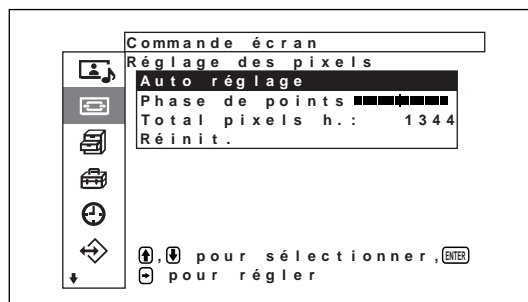 Commande écran
Réglage des pixels
Auto réglage
Phase de points
Total pixels h.: 1344
Réinit.
, pour sélectionner, ENTER
pour régler